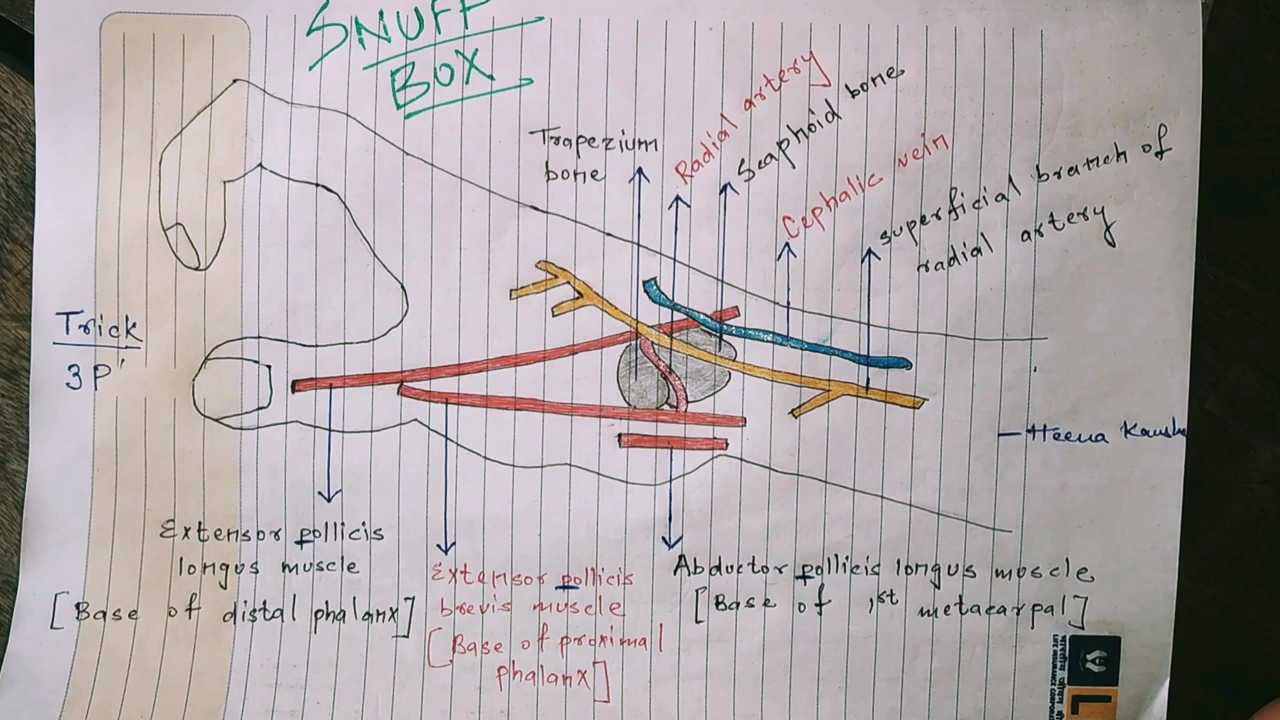 SNUFF
BOX
Trapezium
bone
Radial artery
Scaphoid bone
Cephalic vein
superficial branch of
radial artery
Trick
3P'
Heena
Extensor pollicis
longus muscle
[Base of distal phalanx]
Extensor pollicis
brevis muscle
[Base of proximal
phalanx]
Abductor pollicis longus muscle
[Base of 1st metacarpal]
L